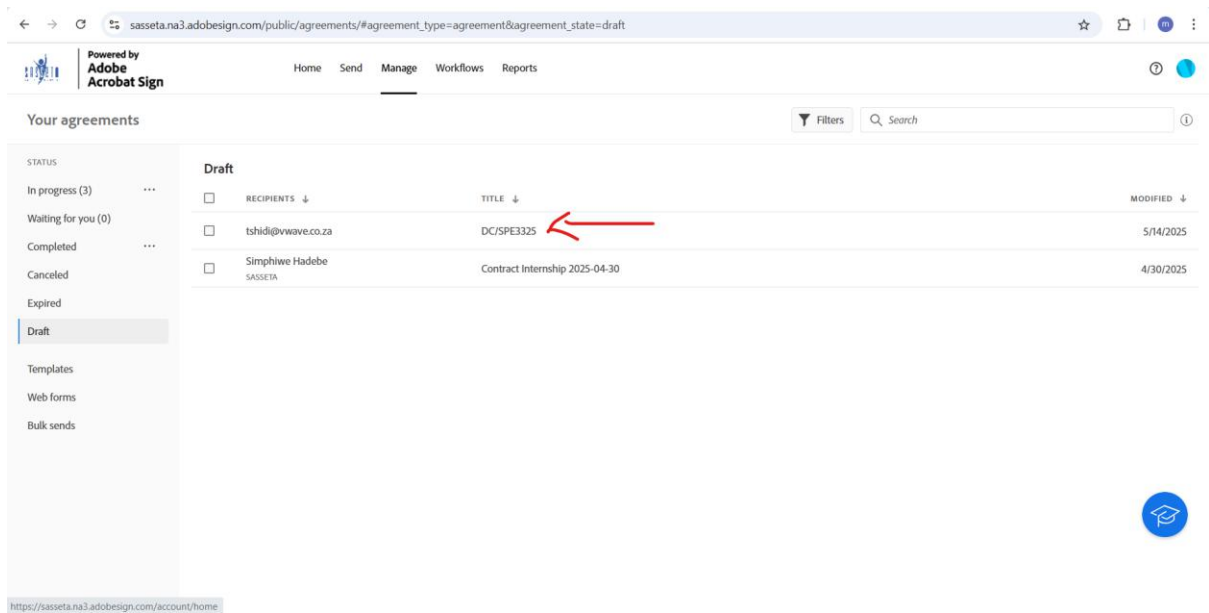 sasseta.na3.adobesign.com/public/agreements/#agreement_type=agreement&agreement_state=draft
m
Powered by
Adobe
Acrobat Sign
Home Send Manage Workflows Reports
Your agreements
Filters
Search
STATUS
In progress (3) ...
Waiting for you (0)
Completed ...
Canceled
Expired
Draft
Templates
Web forms
Bulk sends
Draft
RECIPIENTS TITLE MODIFIED
tshidi@vwave.co.za DC/SPE3325 5/14/2025
Simphiwe Hadebe Contract Internship 2025-04-30 4/30/2025
SASSETA
https://sasseta.na3.adobesign.com/account/home